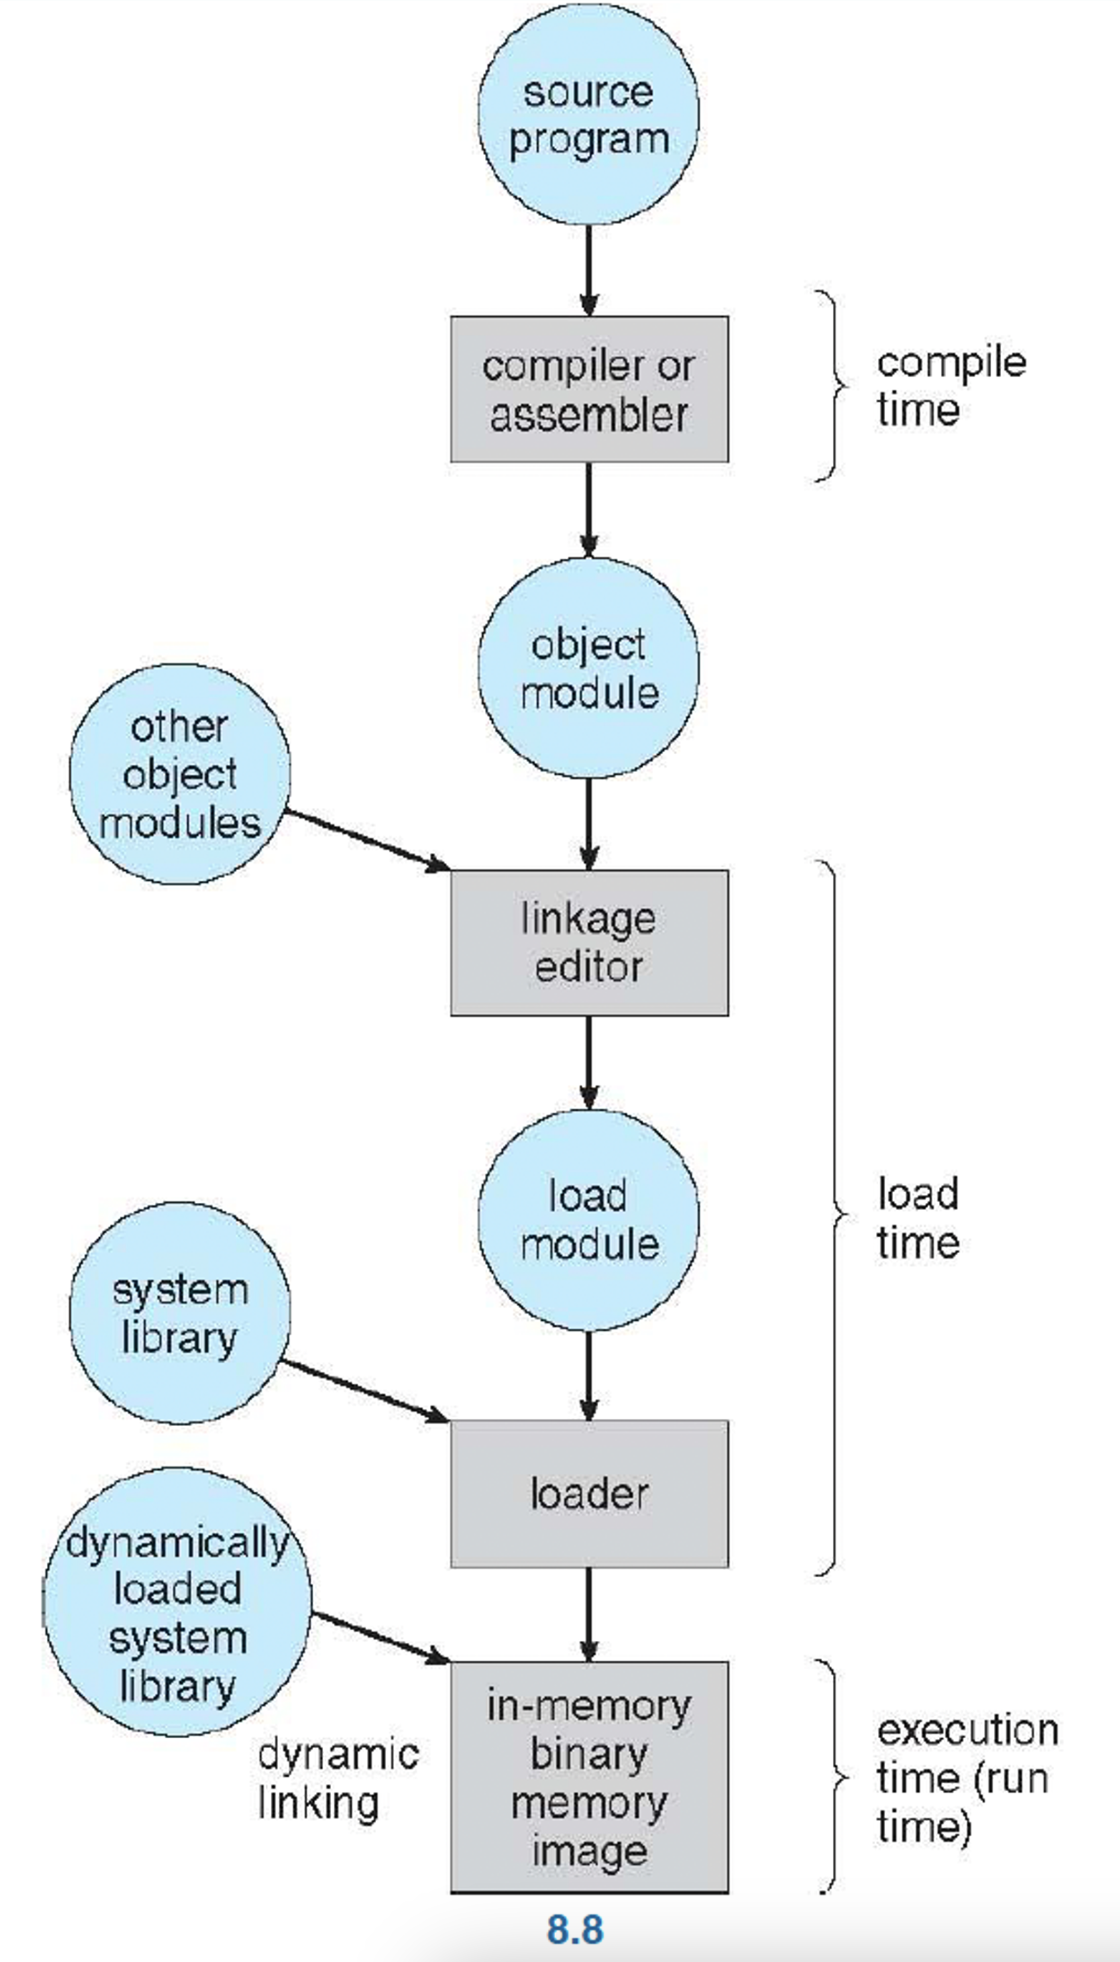 source
program
compiler or
assembler
compile
time
object
module
other
object
modules
linkage
editor
load
module
load
time
system
library
loader
dynamically
loaded
system
library
dynamic
linking
in-memory
binary
memory
image
execution
time (run
time)
8.8